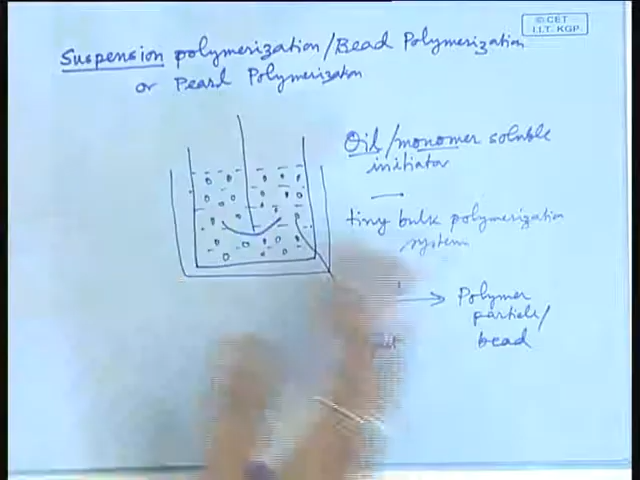 © CET
I.I.T. KGP
Suspension polymerization/Bead Polymerization
or Pearl Polymerization
Oil/monomer soluble
initiator
tiny bulk polymerization
system
Polymer
particle/
bead